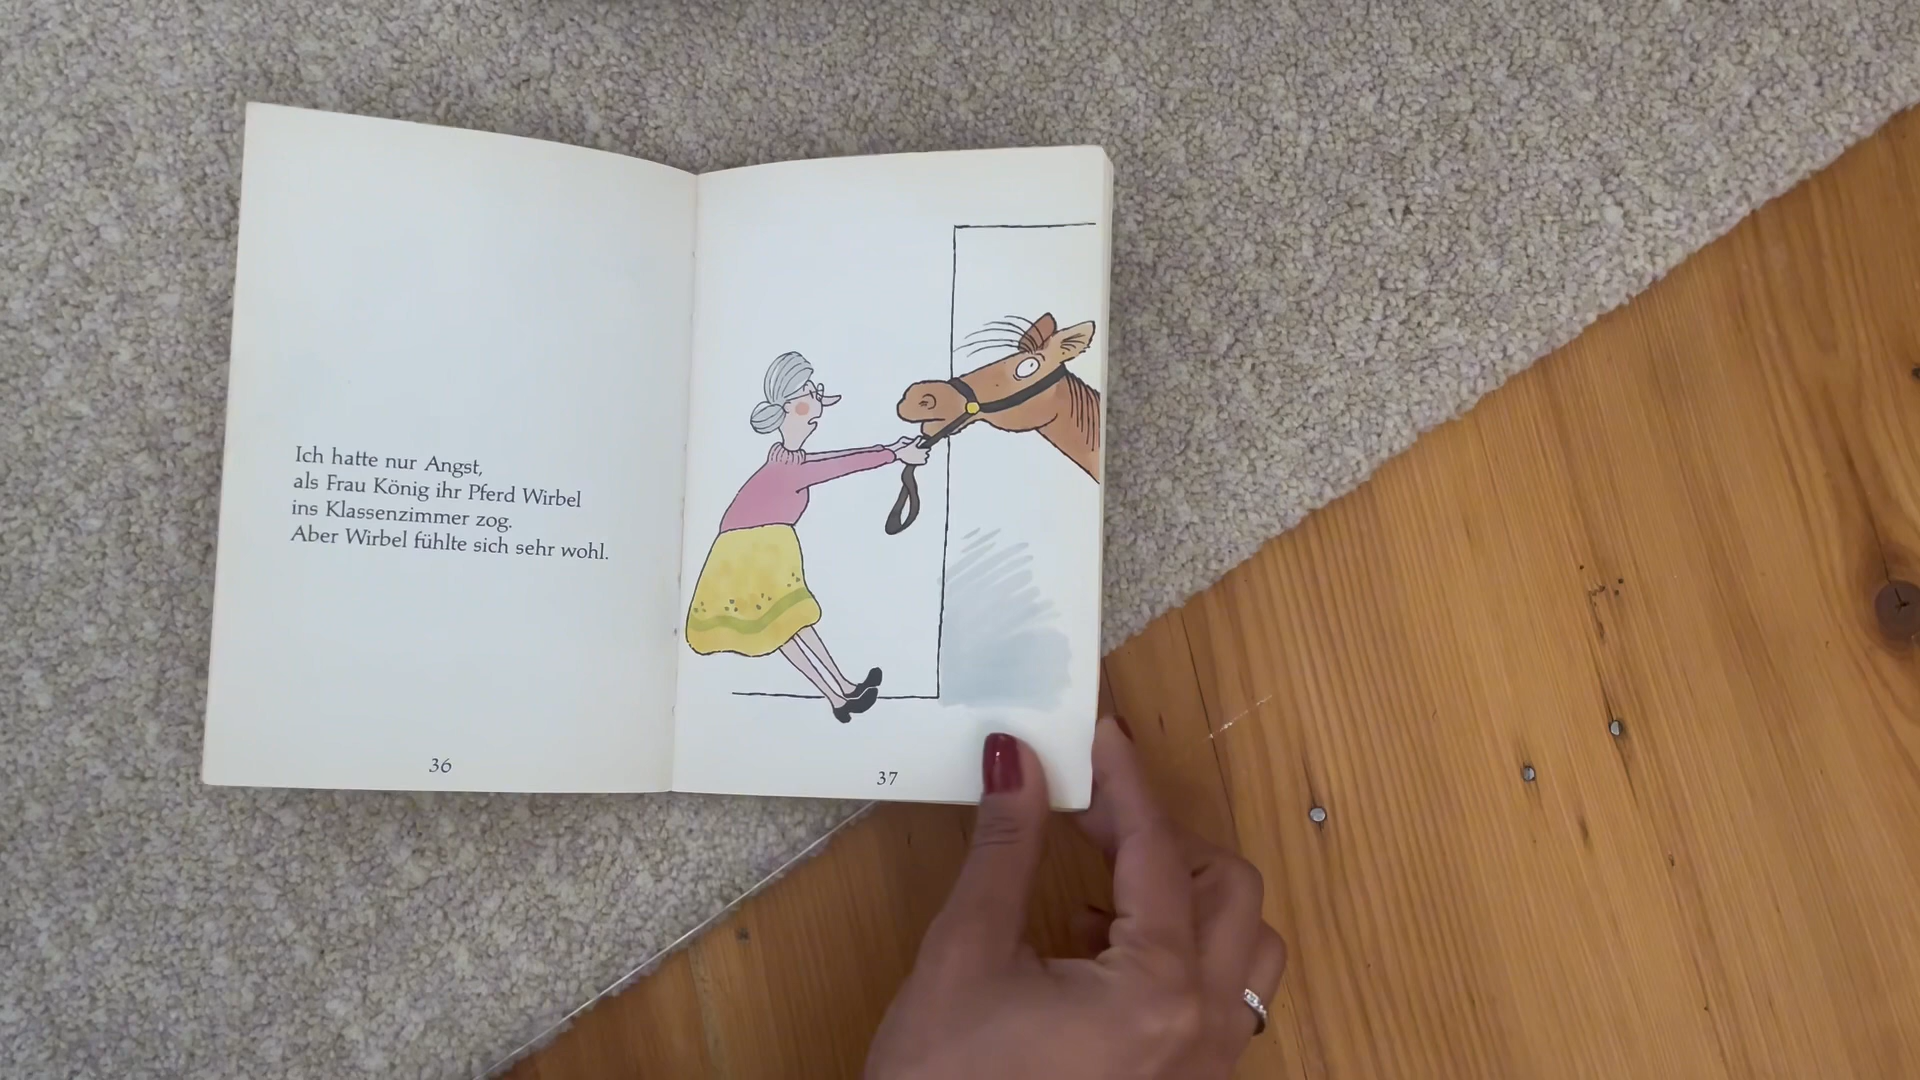 Ich hatte nur Angst,
als Frau König ihr Pferd Wirbel
ins Klassenzimmer zog.
Aber Wirbel fühlte sich sehr wohl.
36
37